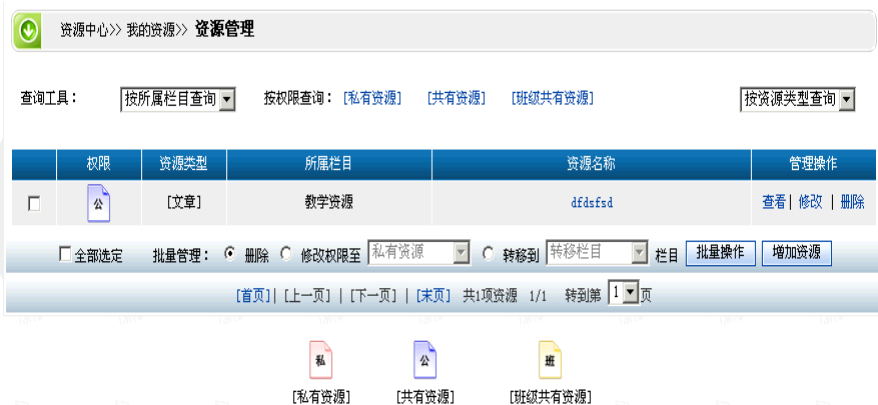 资源中心>> 我的资源>> 资源管理
查询工具： 按所属栏目查询 按权限查询： [私有资源] [共有资源] [班级共有资源] 按资源类型查询
权限 资源类型 所属栏目 资源名称 管理操作
公 [文章] 教学资源 dfdsfsd 查看| 修改 | 删除
全部选定 批量管理： 删除 修改权限至 私有资源 转移到 转移栏目 栏目 批量操作 增加资源
[首页]| [上一页] | [下一页] | [末页] 共1项资源 1/1 转到第 1 页
私 公 班
[私有资源] [共有资源] [班级共有资源]